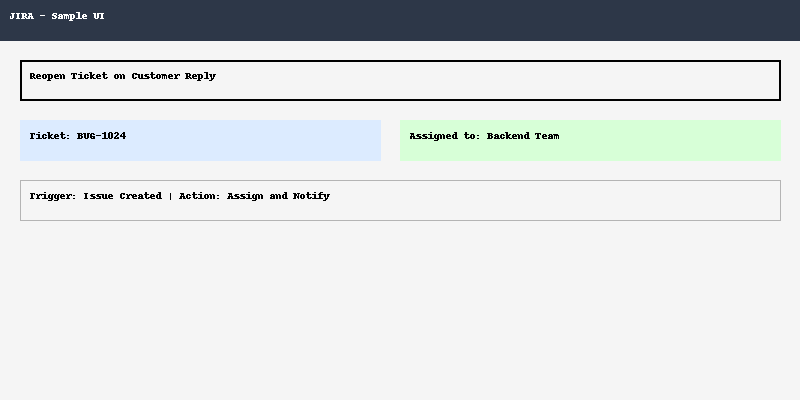 JIRA - Sample UI
Reopen Ticket on Customer Reply
Ticket: BUG-1024
Assigned to: Backend Team
Trigger: Issue Created | Action: Assign and Notify